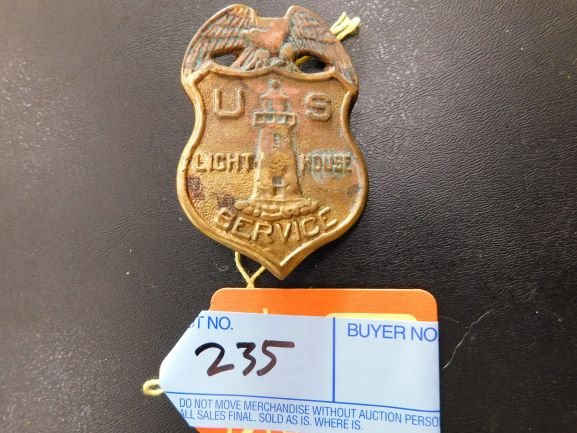 U S
LIGHT HOUSE
SERVICE
OT NO.
BUYER NO
235
DO NOT MOVE MERCHANDISE WITHOUT AUCTION PERSO
ALL SALES FINAL. SOLD AS IS. WHERE IS.